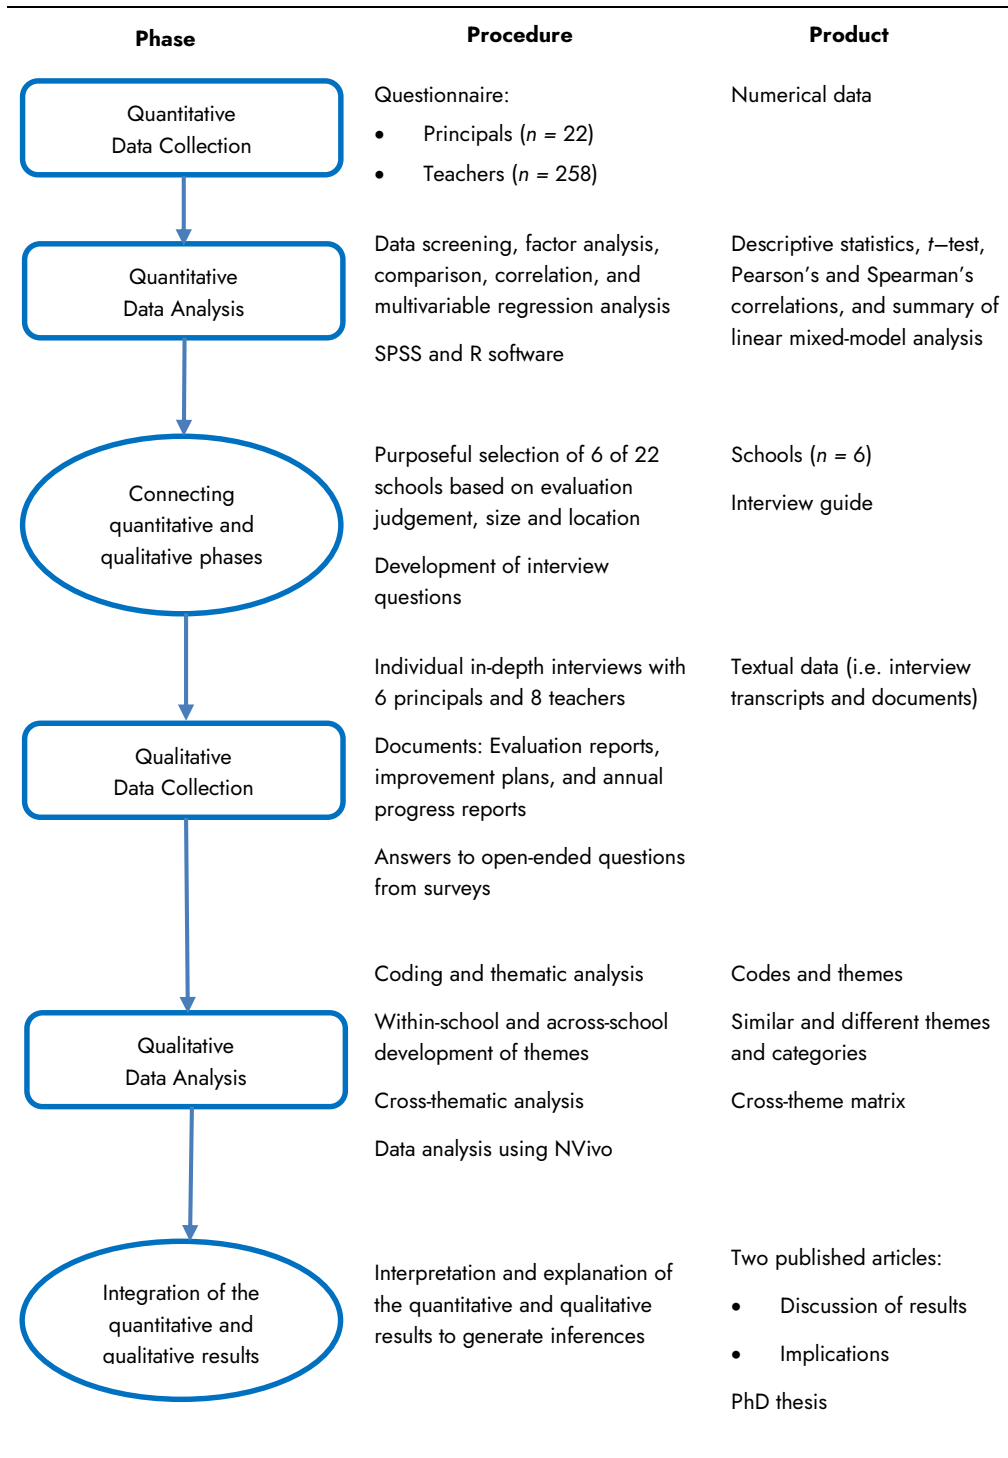 Phase
Procedure
Product
Quantitative
Data Collection
Questionnaire:
• Principals (n = 22)
• Teachers (n = 258)
Numerical data
Quantitative
Data Analysis
Data screening, factor analysis,
comparison, correlation, and
multivariable regression analysis
SPSS and R software
Descriptive statistics, t–test,
Pearson's and Spearman's
correlations, and summary of
linear mixed-model analysis
Connecting
quantitative and
qualitative phases
Purposeful selection of 6 of 22
schools based on evaluation
judgement, size and location
Development of interview
questions
Schools (n = 6)
Interview guide
Qualitative
Data Collection
Individual in-depth interviews with
6 principals and 8 teachers
Documents: Evaluation reports,
improvement plans, and annual
progress reports
Answers to open-ended questions
from surveys
Textual data (i.e. interview
transcripts and documents)
Qualitative
Data Analysis
Coding and thematic analysis
Within-school and across-school
development of themes
Cross-thematic analysis
Data analysis using NVivo
Codes and themes
Similar and different themes
and categories
Cross-theme matrix
Integration of the
quantitative and
qualitative results
Interpretation and explanation of
the quantitative and qualitative
results to generate inferences
Two published articles:
• Discussion of results
• Implications
PhD thesis